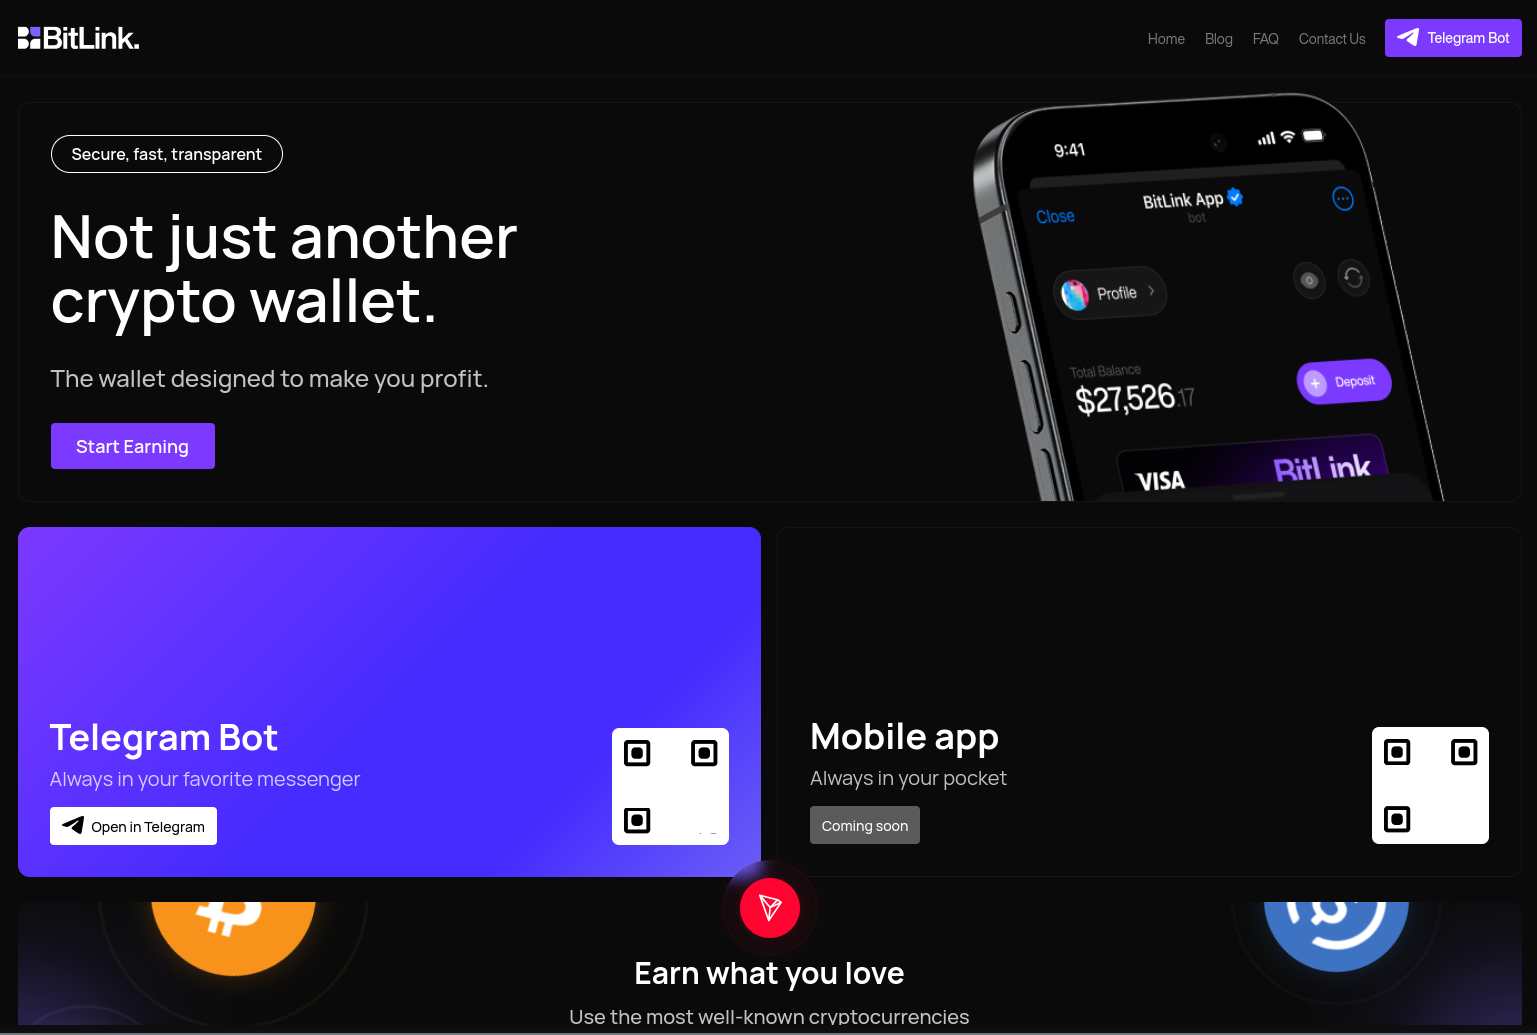 BitLink.
Home
Blog
FAQ
Contact Us
Telegram Bot
Secure, fast, transparent
Not just another
crypto wallet.
The wallet designed to make you profit.
Start Earning
9:41
Close
BitLink App
bot
Profile
Total Balance
$27,526.17
Deposit
VISA
BitLink
Telegram Bot
Always in your favorite messenger
Open in Telegram
Mobile app
Always in your pocket
Coming soon
Earn what you love
Use the most well-known cryptocurrencies